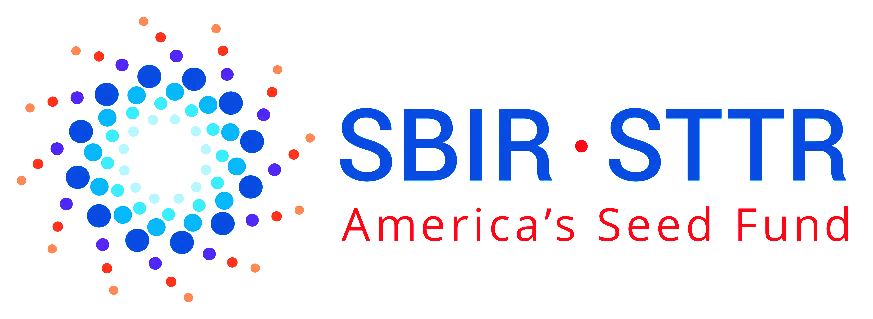 SBIR · STTR
America’s Seed Fund